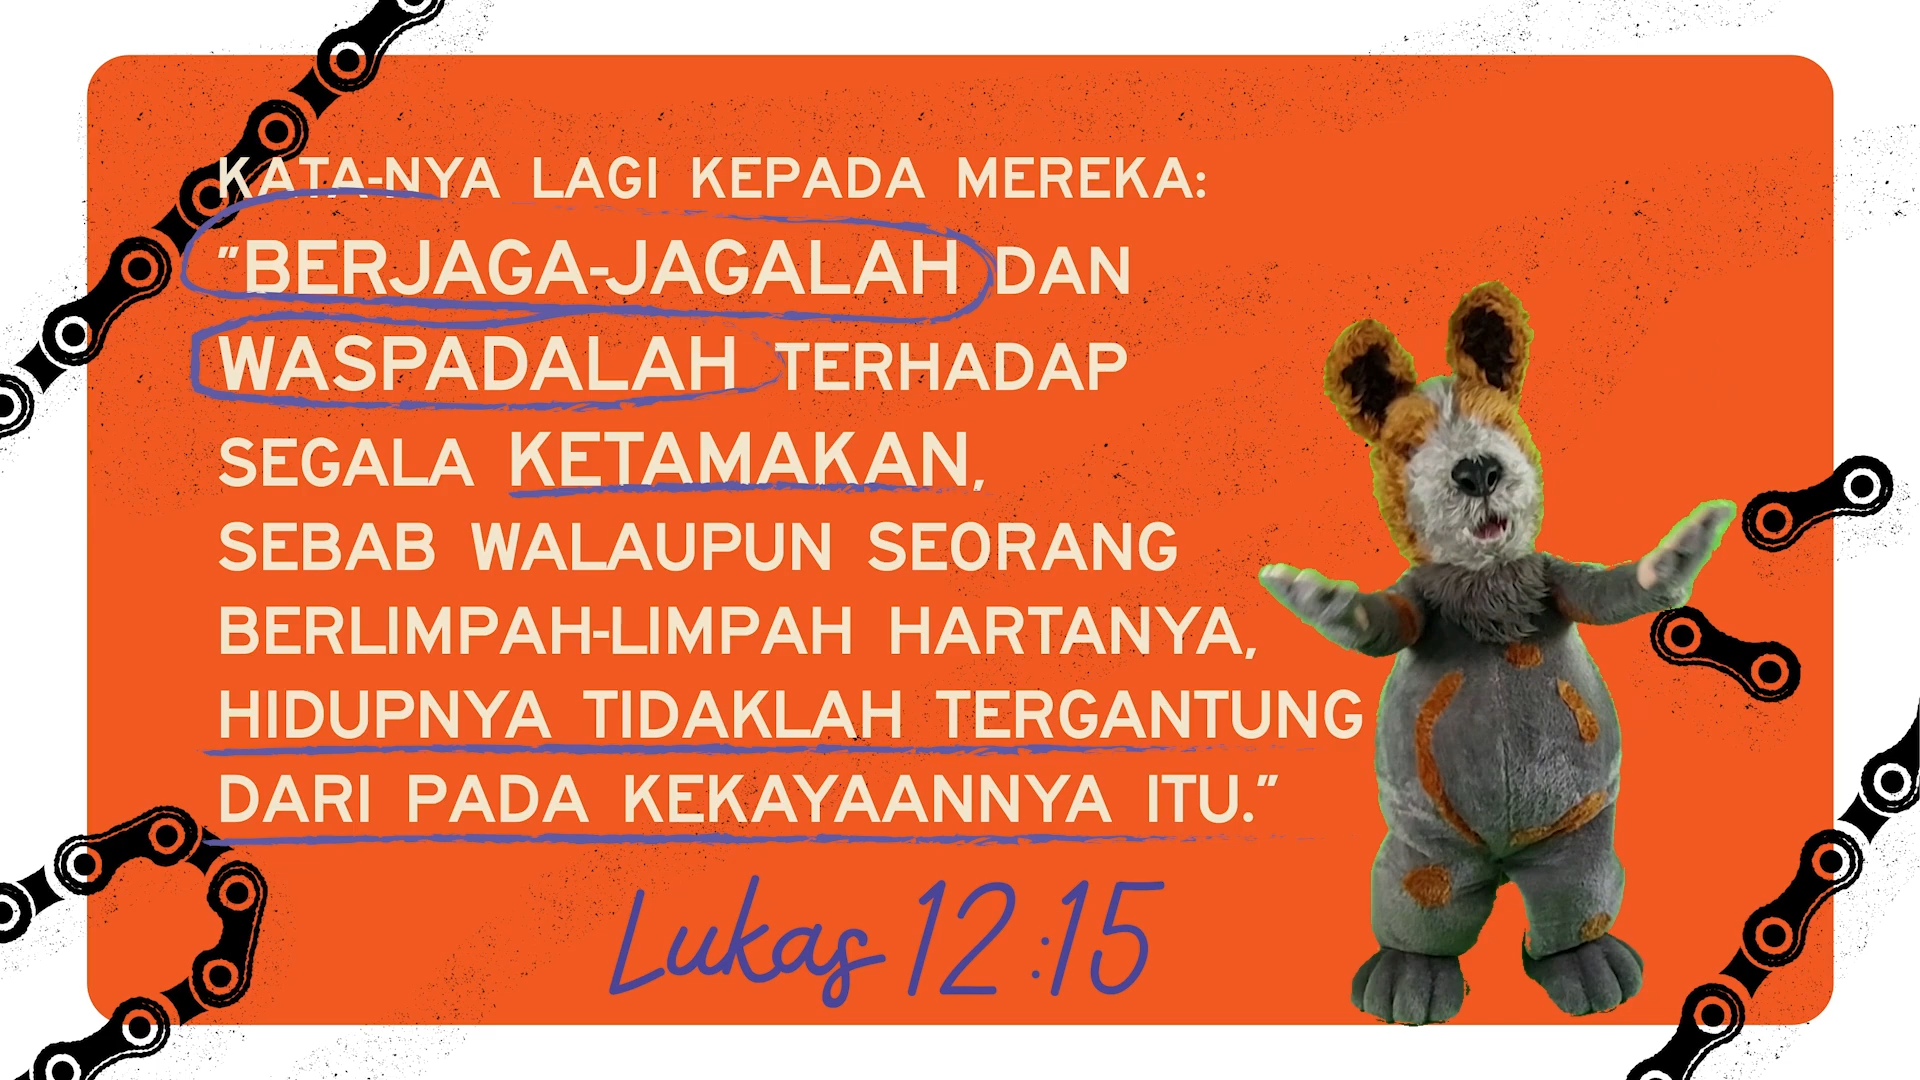 KATA-NYA LAGI KEPADA MEREKA:
"BERJAGA-JAGALAH DAN
WASPADALAH TERHADAP
SEGALA KETAMAKAN,
SEBAB WALAUPUN SEORANG
BERLIMPAH-LIMPAH HARTANYA,
HIDUPNYA TIDAKLAH TERGANTUNG
DARI PADA KEKAYAANNYA ITU."
Lukas 12:15